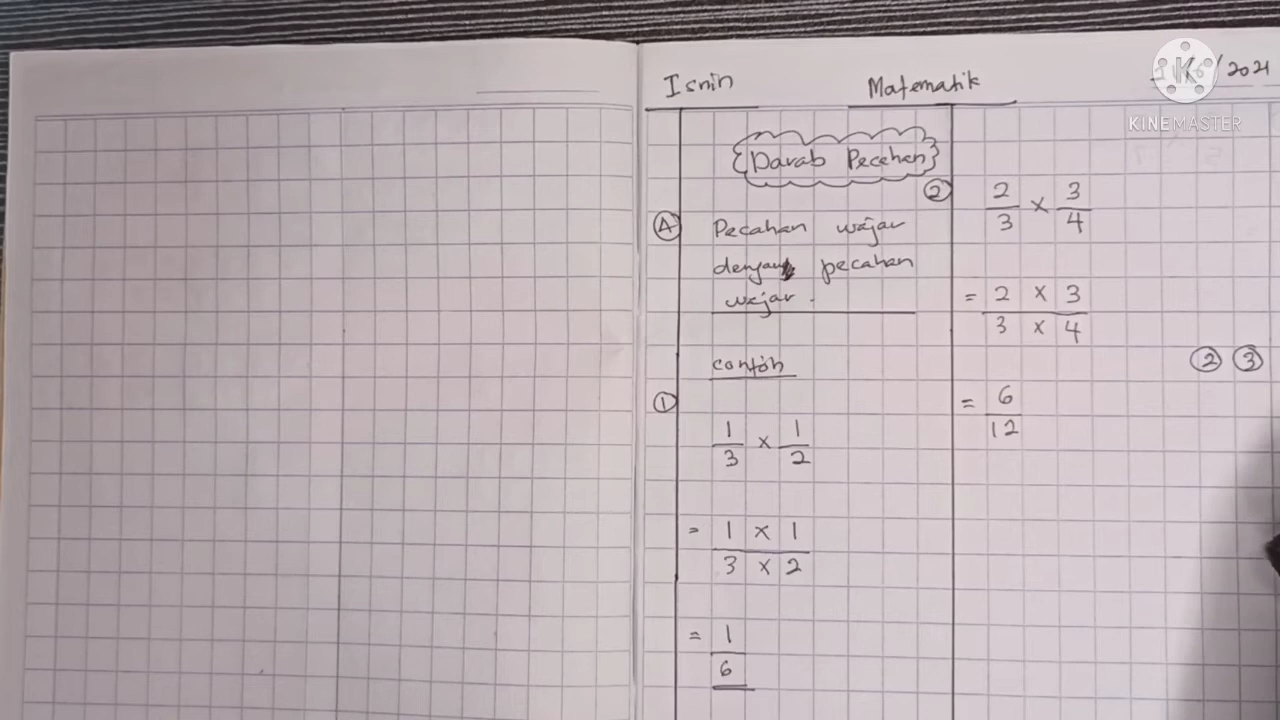 Isnin Matematik /2021
KINEMASTER
Darab Pecahan
A Pecahan wajar
dengan pecahan
wajar.
contoh
1
1/3 x 1/2
= 1 x 1 / 3 x 2
= 1/6
2
2/3 x 3/4
= 2 x 3 / 3 x 4
= 6/12
2 3